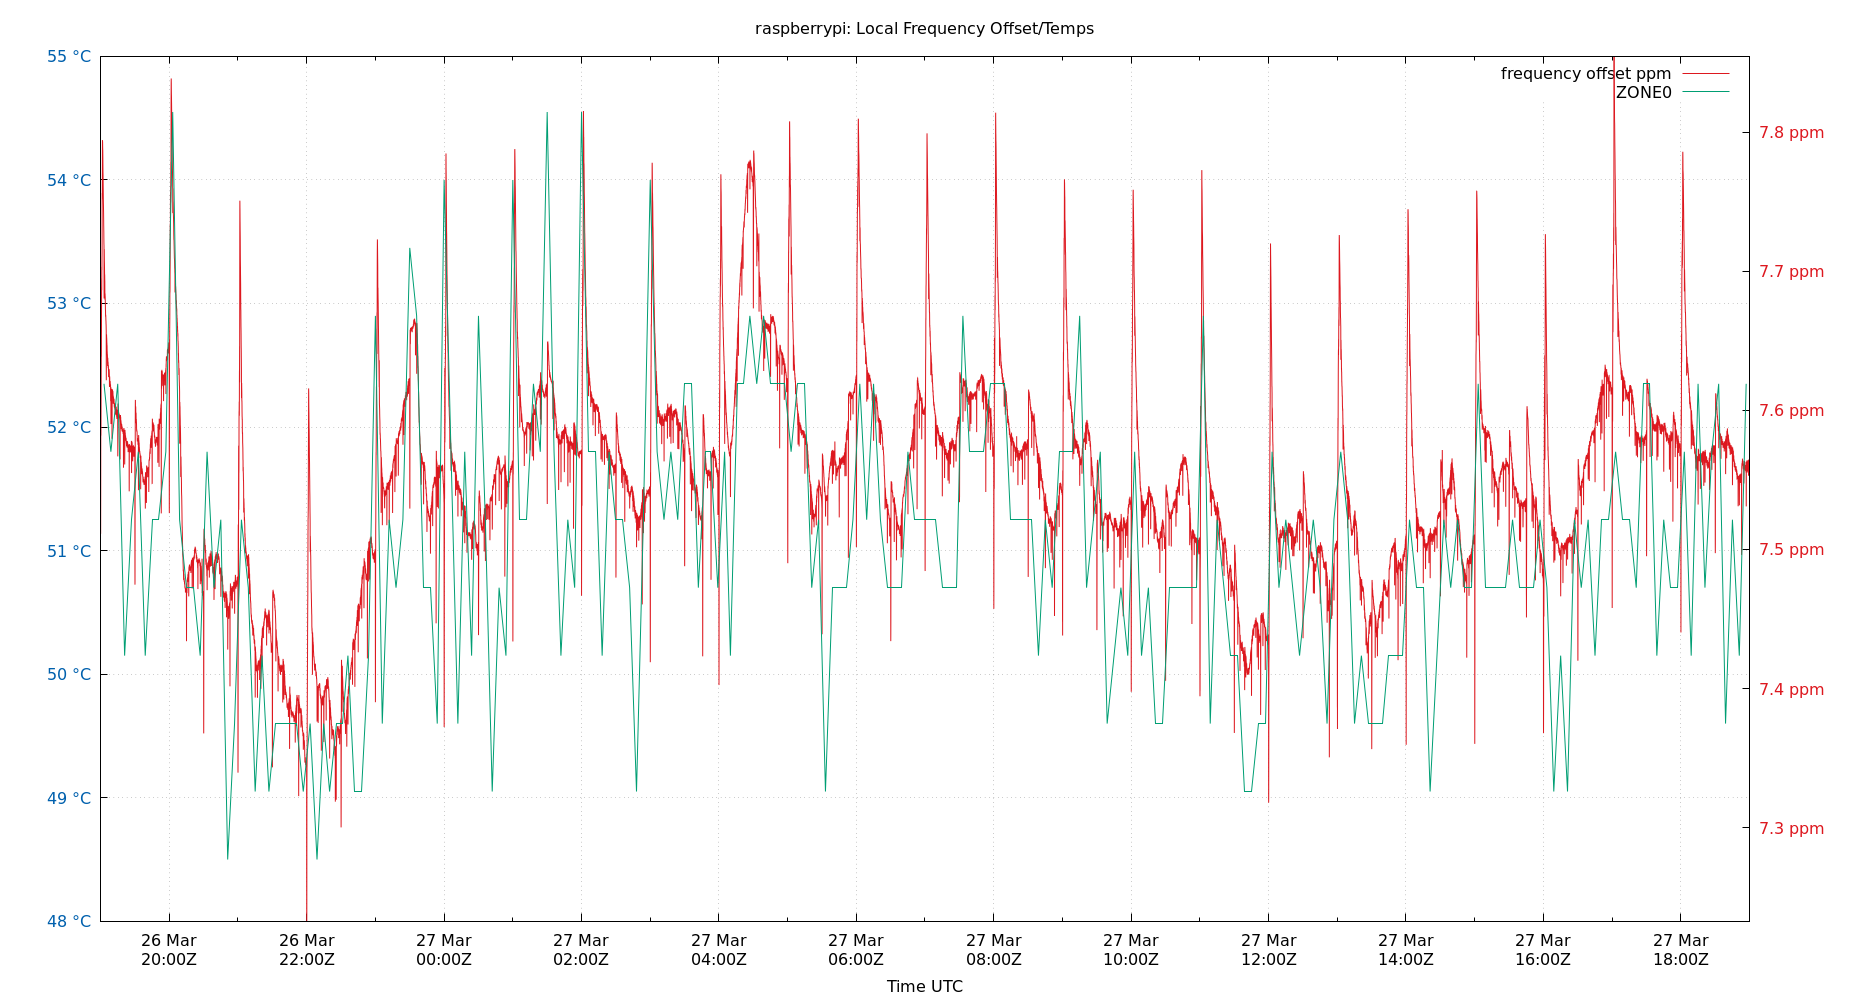 raspberrypi: Local Frequency Offset/Temps
frequency offset ppm
ZONE0
55 °C
54 °C
53 °C
52 °C
51 °C
50 °C
49 °C
48 °C
7.8 ppm
7.7 ppm
7.6 ppm
7.5 ppm
7.4 ppm
7.3 ppm
26 Mar 26 Mar 27 Mar 27 Mar 27 Mar 27 Mar 27 Mar 27 Mar 27 Mar 27 Mar 27 Mar 27 Mar
20:00Z 22:00Z 00:00Z 02:00Z 04:00Z 06:00Z 08:00Z 10:00Z 12:00Z 14:00Z 16:00Z 18:00Z
Time UTC